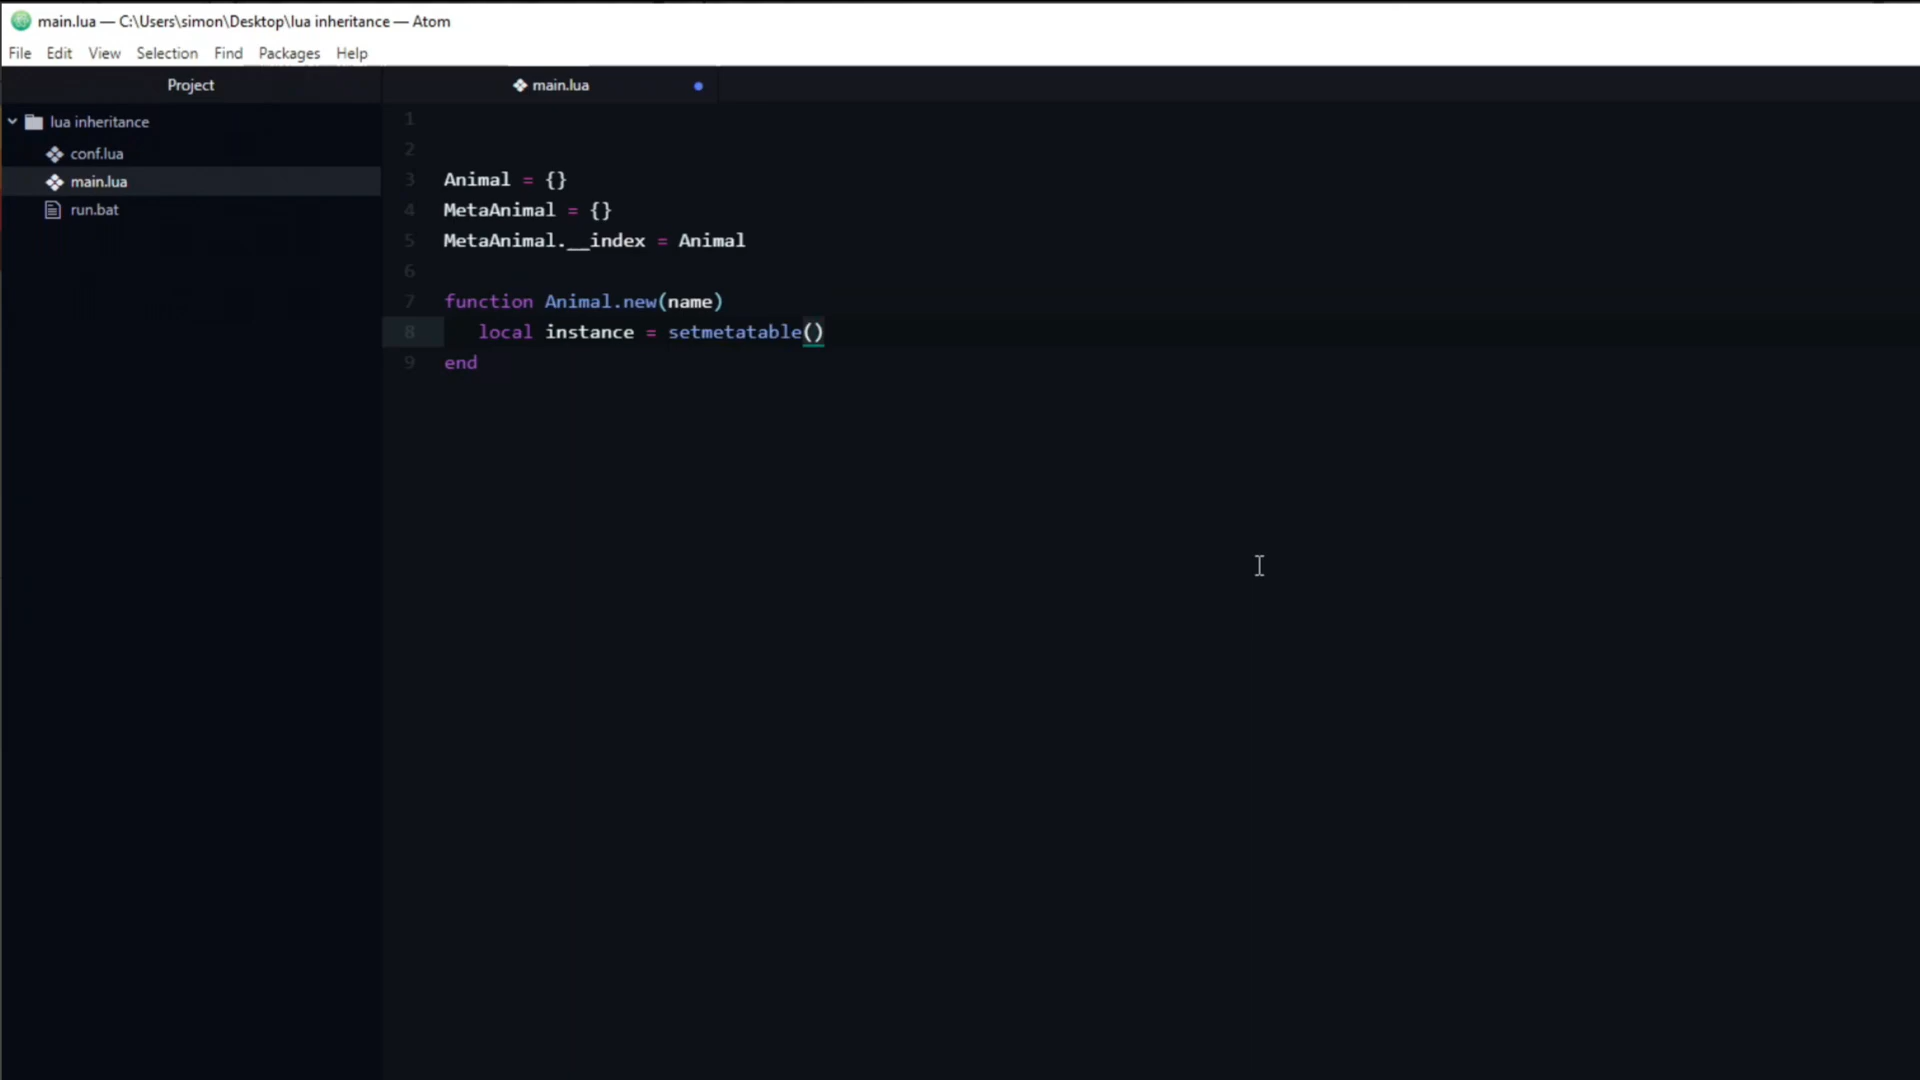 main.lua — C:\Users\simon\Desktop\lua inheritance — Atom
File Edit View Selection Find Packages Help
Project
main.lua
lua inheritance
conf.lua
main.lua
run.bat
1
2
3 Animal = {}
4 MetaAnimal = {}
5 MetaAnimal.__index = Animal
6
7 function Animal.new(name)
8 local instance = setmetatable()
9 end